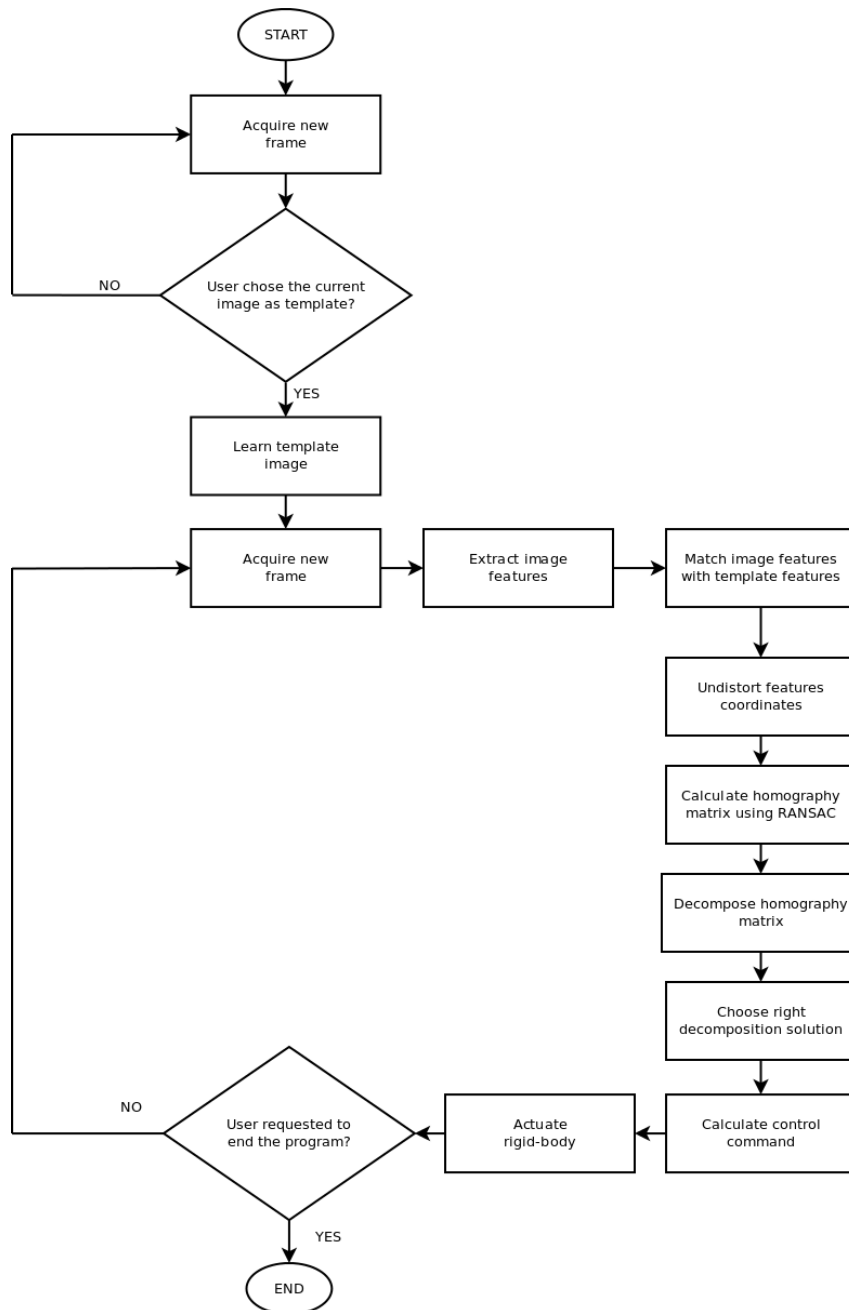 START
Acquire new
frame
NO
User chose the current
image as template?
YES
Learn template
image
Acquire new
frame
Extract image
features
Match image features
with template features
Undistort features
coordinates
Calculate homography
matrix using RANSAC
Decompose homography
matrix
Choose right
decomposition solution
Calculate control
command
Actuate
rigid-body
User requested to
end the program?
NO
YES
END